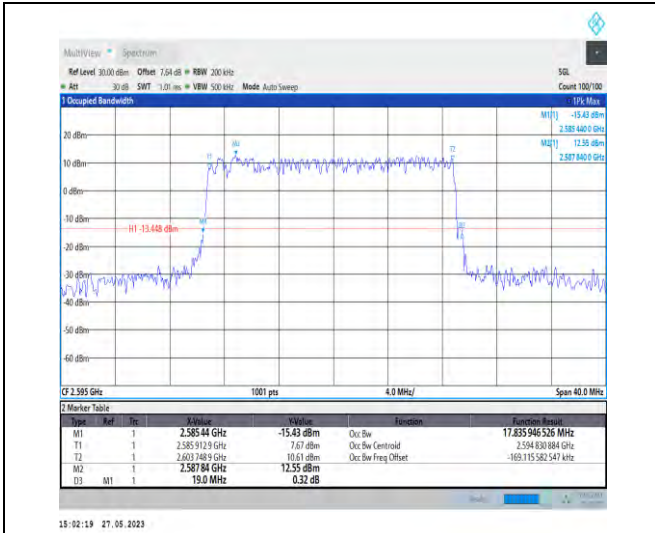 MultiView Spectrum
Ref Level 30.00 dBm Offset 7.64 dB RBW 200 kHz SGL
Att 30 dB SWT 1.01 ms VBW 500 kHz Mode Auto Sweep Count 100/100
1 Occupied Bandwidth 1Pk Max
M1[1] -15.43 dBm
2.585 440 0 GHz
20 dBm M2[1] 12.55 dBm
2.587 840 0 GHz
M2
T1 T2
10 dBm
0 dBm
-10 dBm
M1
H1 -13.448 dBm
-30 dBm
-40 dBm
-50 dBm
-60 dBm
CF 2.595 GHz 1001 pts 4.0 MHz/ Span 40.0 MHz
2 Marker Table
Type Ref Trc X-Value Y-Value Function Function Result
M1 1 2.585 44 GHz -15.43 dBm Occ Bw 17.835 946 526 MHz
T1 1 2.585 912 9 GHz 7.67 dBm Occ Bw Centroid 2.594 830 884 GHz
T2 1 2.603 748 9 GHz 10.61 dBm Occ Bw Freq Offset -169.115 582 547 kHz
M2 1 2.587 84 GHz 12.55 dBm
D3 M1 1 19.0 MHz 0.32 dB
15:02:19 27.05.2023